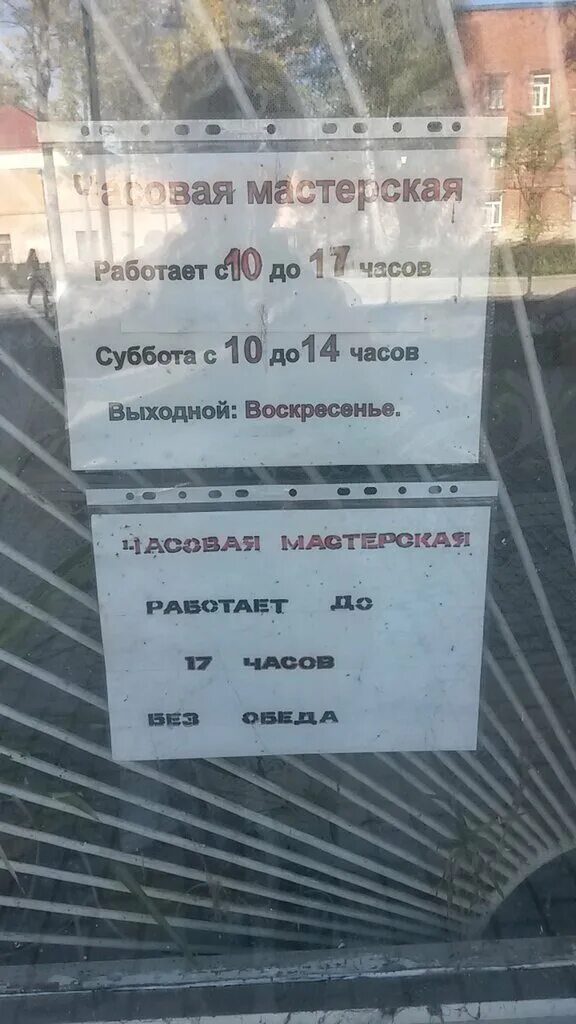 Часовая мастерская
Работает с 10 до 17 часов
Суббота с 10 до 14 часов
Выходной: Воскресенье.
ЧАСОВАЯ МАСТЕРСКАЯ
РАБОТАЕТ ДО
17 ЧАСОВ
БЕЗ ОБЕДА